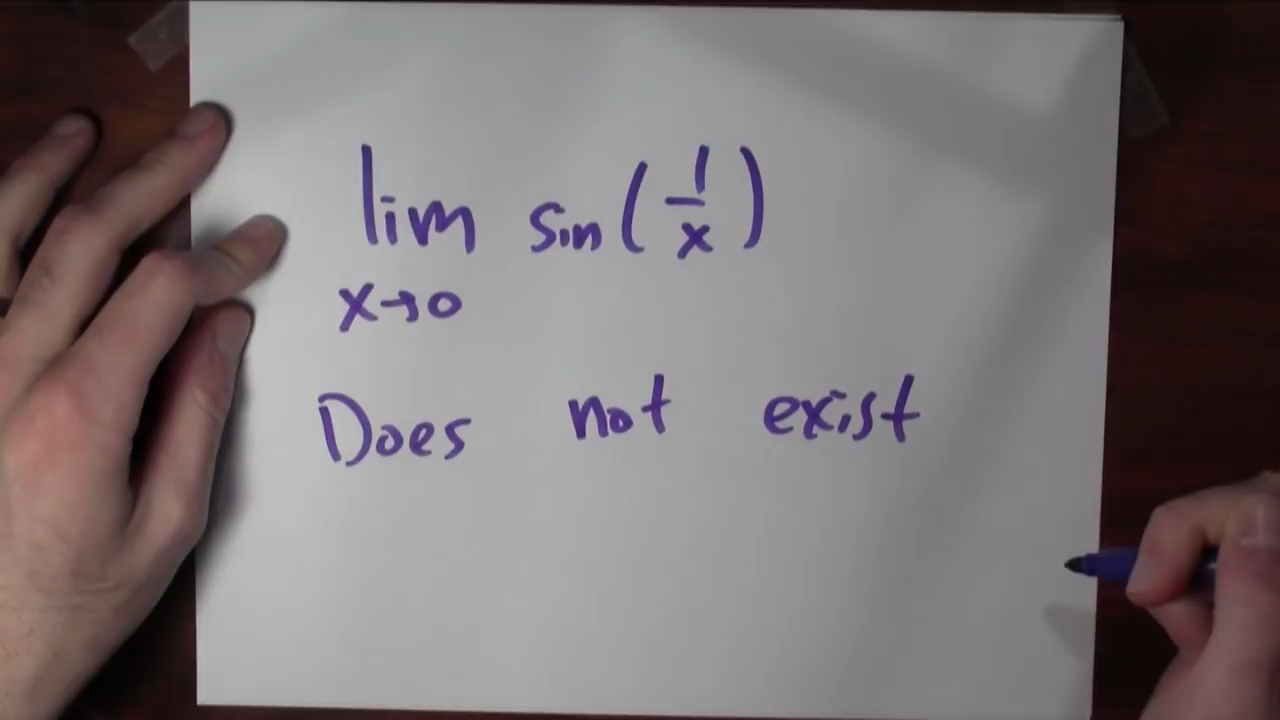 lim sin(1/x)
x→0
Does not exist